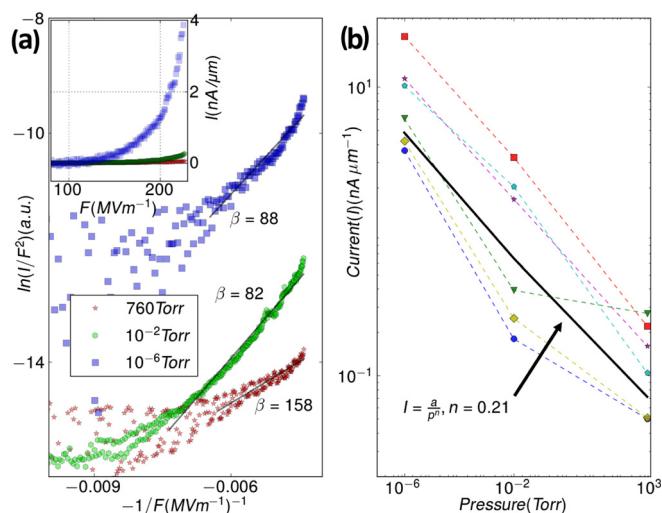 (a)
4
2
0
I(nA/μm)
100
200
F(MVm⁻¹)
−10
−14
ln(I/F²)(a.u.)
β = 88
β = 82
β = 158
760Torr
10⁻²Torr
10⁻⁶Torr
−0.009
−0.006
−1/F(MVm⁻¹)⁻¹
(b)
10¹
10⁻¹
Current(I)(nA μm⁻¹)
I = a/pⁿ, n = 0.21
10⁻⁶
10⁻²
10³
Pressure(Torr)